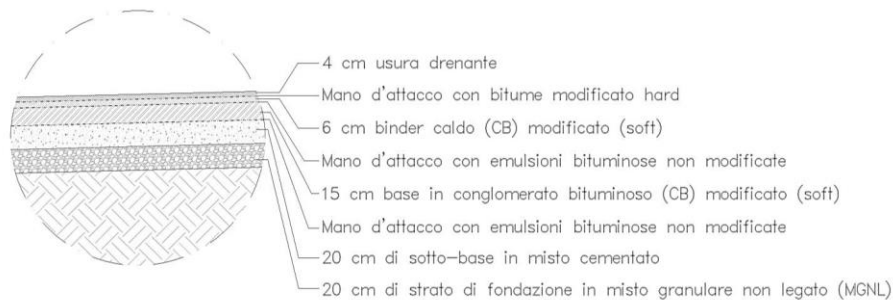 4 cm usura drenante
Mano d'attacco con bitume modificato hard
6 cm binder caldo (CB) modificato (soft)
Mano d'attacco con emulsioni bituminose non modificate
15 cm base in conglomerato bituminoso (CB) modificato (soft)
Mano d'attacco con emulsioni bituminose non modificate
20 cm di sotto-base in misto cementato
20 cm di strato di fondazione in misto granulare non legato (MGNL)